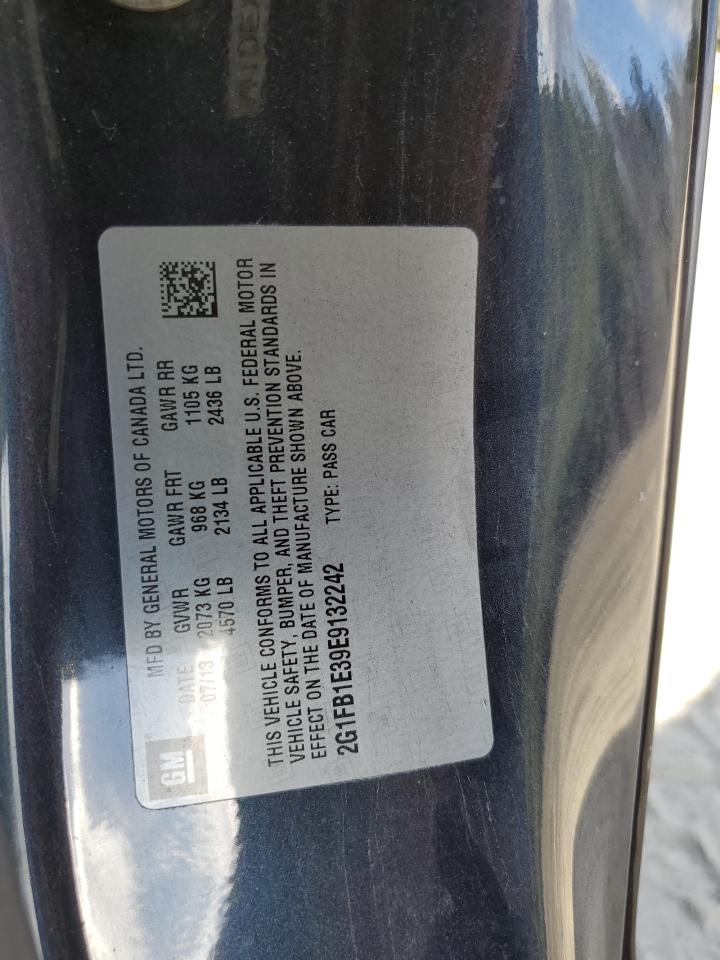 GM
MFD BY GENERAL MOTORS OF CANADA LTD.
DATE GVWR GAWR FRT GAWR RR
07/13 2073 KG 968 KG 1105 KG
4570 LB 2134 LB 2436 LB
THIS VEHICLE CONFORMS TO ALL APPLICABLE U.S. FEDERAL MOTOR
VEHICLE SAFETY, BUMPER, AND THEFT PREVENTION STANDARDS IN
EFFECT ON THE DATE OF MANUFACTURE SHOWN ABOVE.
2G1FB1E39E9132242 TYPE: PASS CAR